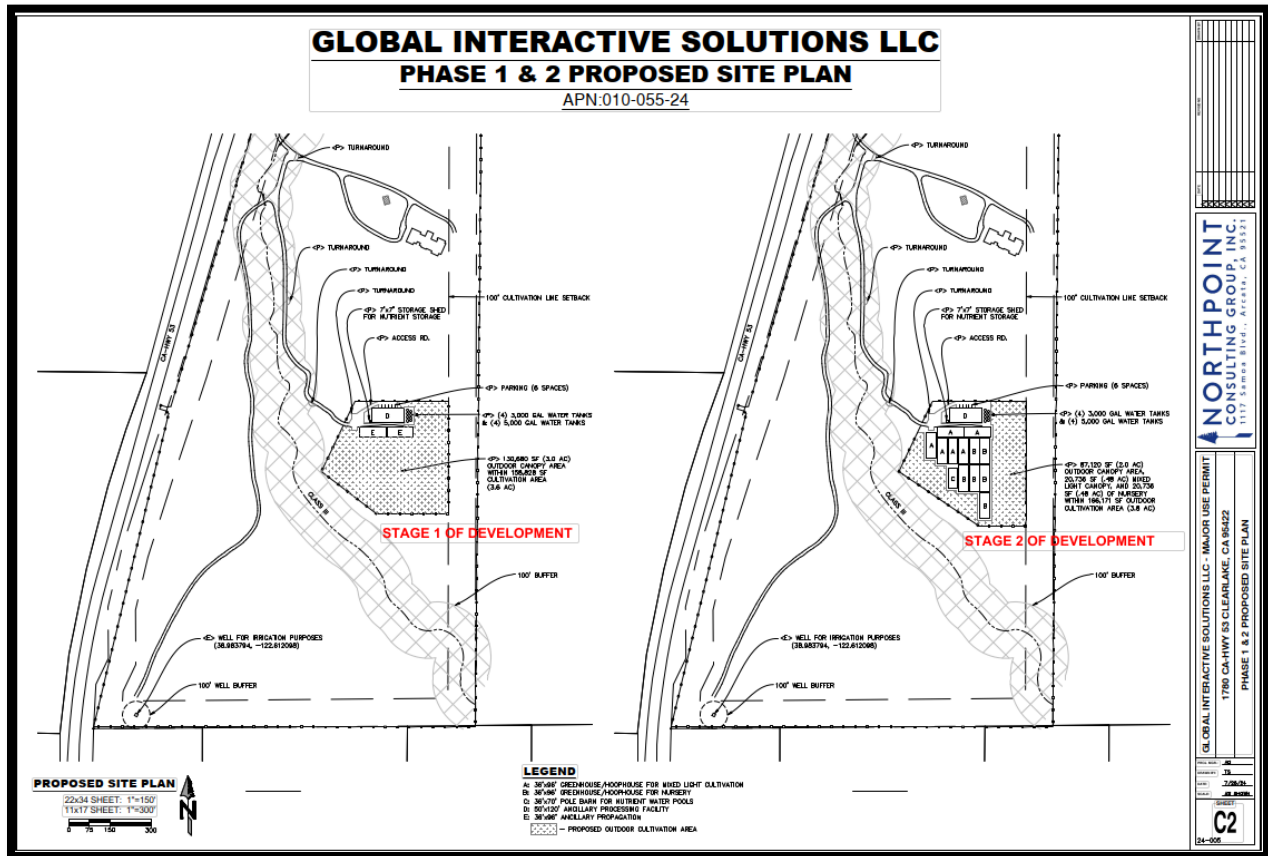 GLOBAL INTERACTIVE SOLUTIONS LLC
PHASE 1 & 2 PROPOSED SITE PLAN
APN:010-055-24
<P> TURNAROUND
<P> TURNAROUND
<P> TURNAROUND
<P> TURNAROUND
100' CULTIVATION LINE SETBACK
<P> 7'x7' STORAGE SHED
FOR NUTRIENT STORAGE
<P> ACCESS RD.
CA-HWY 53
<P> PARKING (6 SPACES)
D
<P> (4) 3,000 GAL WATER TANKS
& (4) 5,000 GAL WATER TANKS
E E
<P> 130,680 SF (3.0 AC)
OUTDOOR CANOPY AREA
WITHIN 158,828 SF
CULTIVATION AREA
(3.6 AC)
CLASS III
STAGE 1 OF DEVELOPMENT
100' BUFFER
<E> WELL FOR IRRIGATION PURPOSES
(38.983794, -122.612098)
100' WELL BUFFER
<P> TURNAROUND
<P> TURNAROUND
<P> TURNAROUND
<P> TURNAROUND
100' CULTIVATION LINE SETBACK
<P> 7'x7' STORAGE SHED
FOR NUTRIENT STORAGE
<P> ACCESS RD.
CA-HWY 53
<P> PARKING (6 SPACES)
D
<P> (4) 3,000 GAL WATER TANKS
& (4) 5,000 GAL WATER TANKS
A A
A A A A B B
C B B B
B
<P> 87,120 SF (2.0 AC)
OUTDOOR CANOPY AREA,
20,736 SF (.48 AC) MIXED
LIGHT CANOPY, AND 20,736
SF (.48 AC) OF NURSERY
WITHIN 166,171 SF OUTDOOR
CULTIVATION AREA (3.8 AC)
CLASS III
STAGE 2 OF DEVELOPMENT
100' BUFFER
<E> WELL FOR IRRIGATION PURPOSES
(38.983794, -122.612098)
100' WELL BUFFER
PROPOSED SITE PLAN
22x34 SHEET: 1"=150'
11x17 SHEET: 1"=300'
0 75 150 300
N
LEGEND
A: 36'x96' GREENHOUSE/HOOPHOUSE FOR MIXED LIGHT CULTIVATION
B: 36'x96' GREENHOUSE/HOOPHOUSE FOR NURSERY
C: 36'x70' POLE BARN FOR NUTRIENT WATER POOLS
D: 50'x120' ANCILLARY PROCESSING FACILITY
E: 36'x96' ANCILLARY PROPAGATION
— PROPOSED OUTDOOR CULTIVATION AREA
NORTHPOINT
CONSULTING GROUP, INC.
1117 Samoa Blvd., Arcata, CA 95521
GLOBAL INTERACTIVE SOLUTIONS LLC - MAJOR USE PERMIT
1780 CA-HWY 53 CLEARLAKE, CA 95422
PHASE 1 & 2 PROPOSED SITE PLAN
SHEET
C2
24-005